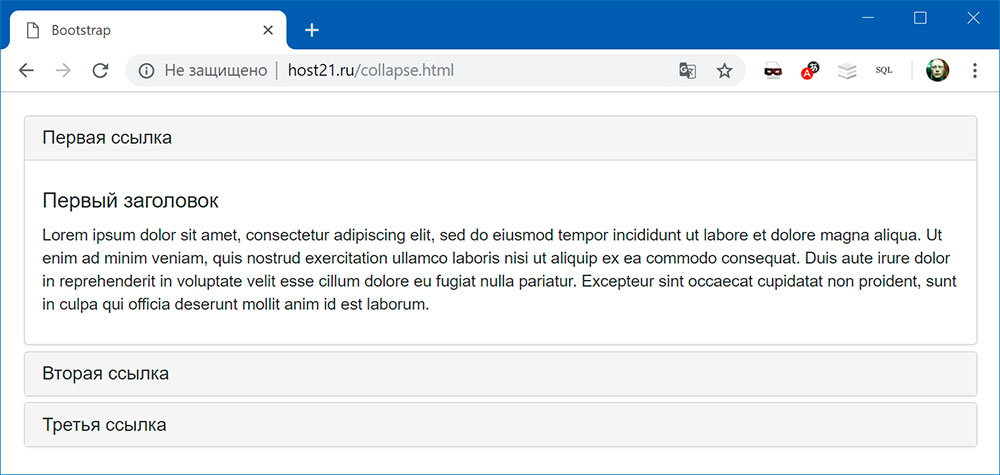 Bootstrap
Не защищено host21.ru/collapse.html
SQL
Первая ссылка
Первый заголовок
Lorem ipsum dolor sit amet, consectetur adipiscing elit, sed do eiusmod tempor incididunt ut labore et dolore magna aliqua. Ut
enim ad minim veniam, quis nostrud exercitation ullamco laboris nisi ut aliquip ex ea commodo consequat. Duis aute irure dolor
in reprehenderit in voluptate velit esse cillum dolore eu fugiat nulla pariatur. Excepteur sint occaecat cupidatat non proident, sunt
in culpa qui officia deserunt mollit anim id est laborum.
Вторая ссылка
Третья ссылка